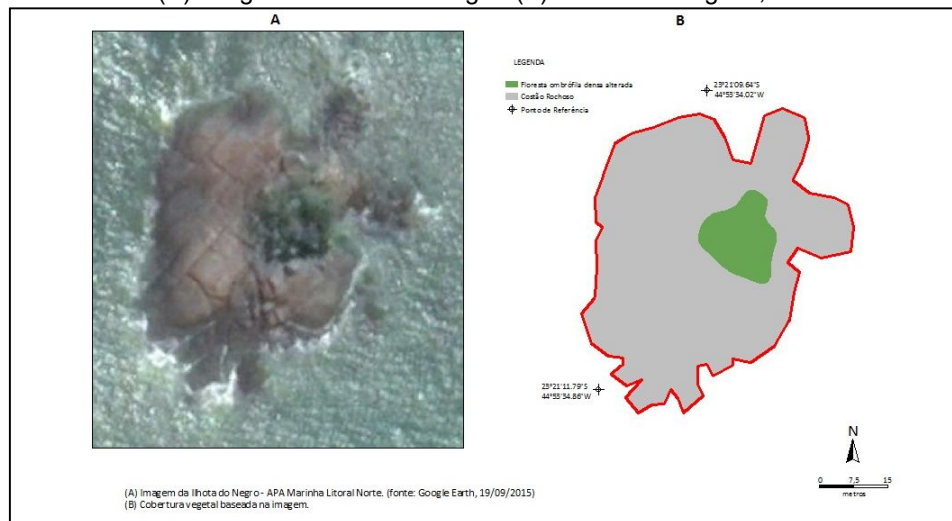 A
B
LEGENDA
Floresta ombrófila densa alterada
Costão Rochoso
Ponto de Referência
23°21'09.64"S
44°53'34.02"W
23°21'11.79"S
44°53'34.86"W
N
0 7,5 15
metros
(A) Imagem da Ilhota do Negro - APA Marinha Litoral Norte. (fonte: Google Earth, 19/09/2015)
(B) Cobertura vegetal baseada na imagem.